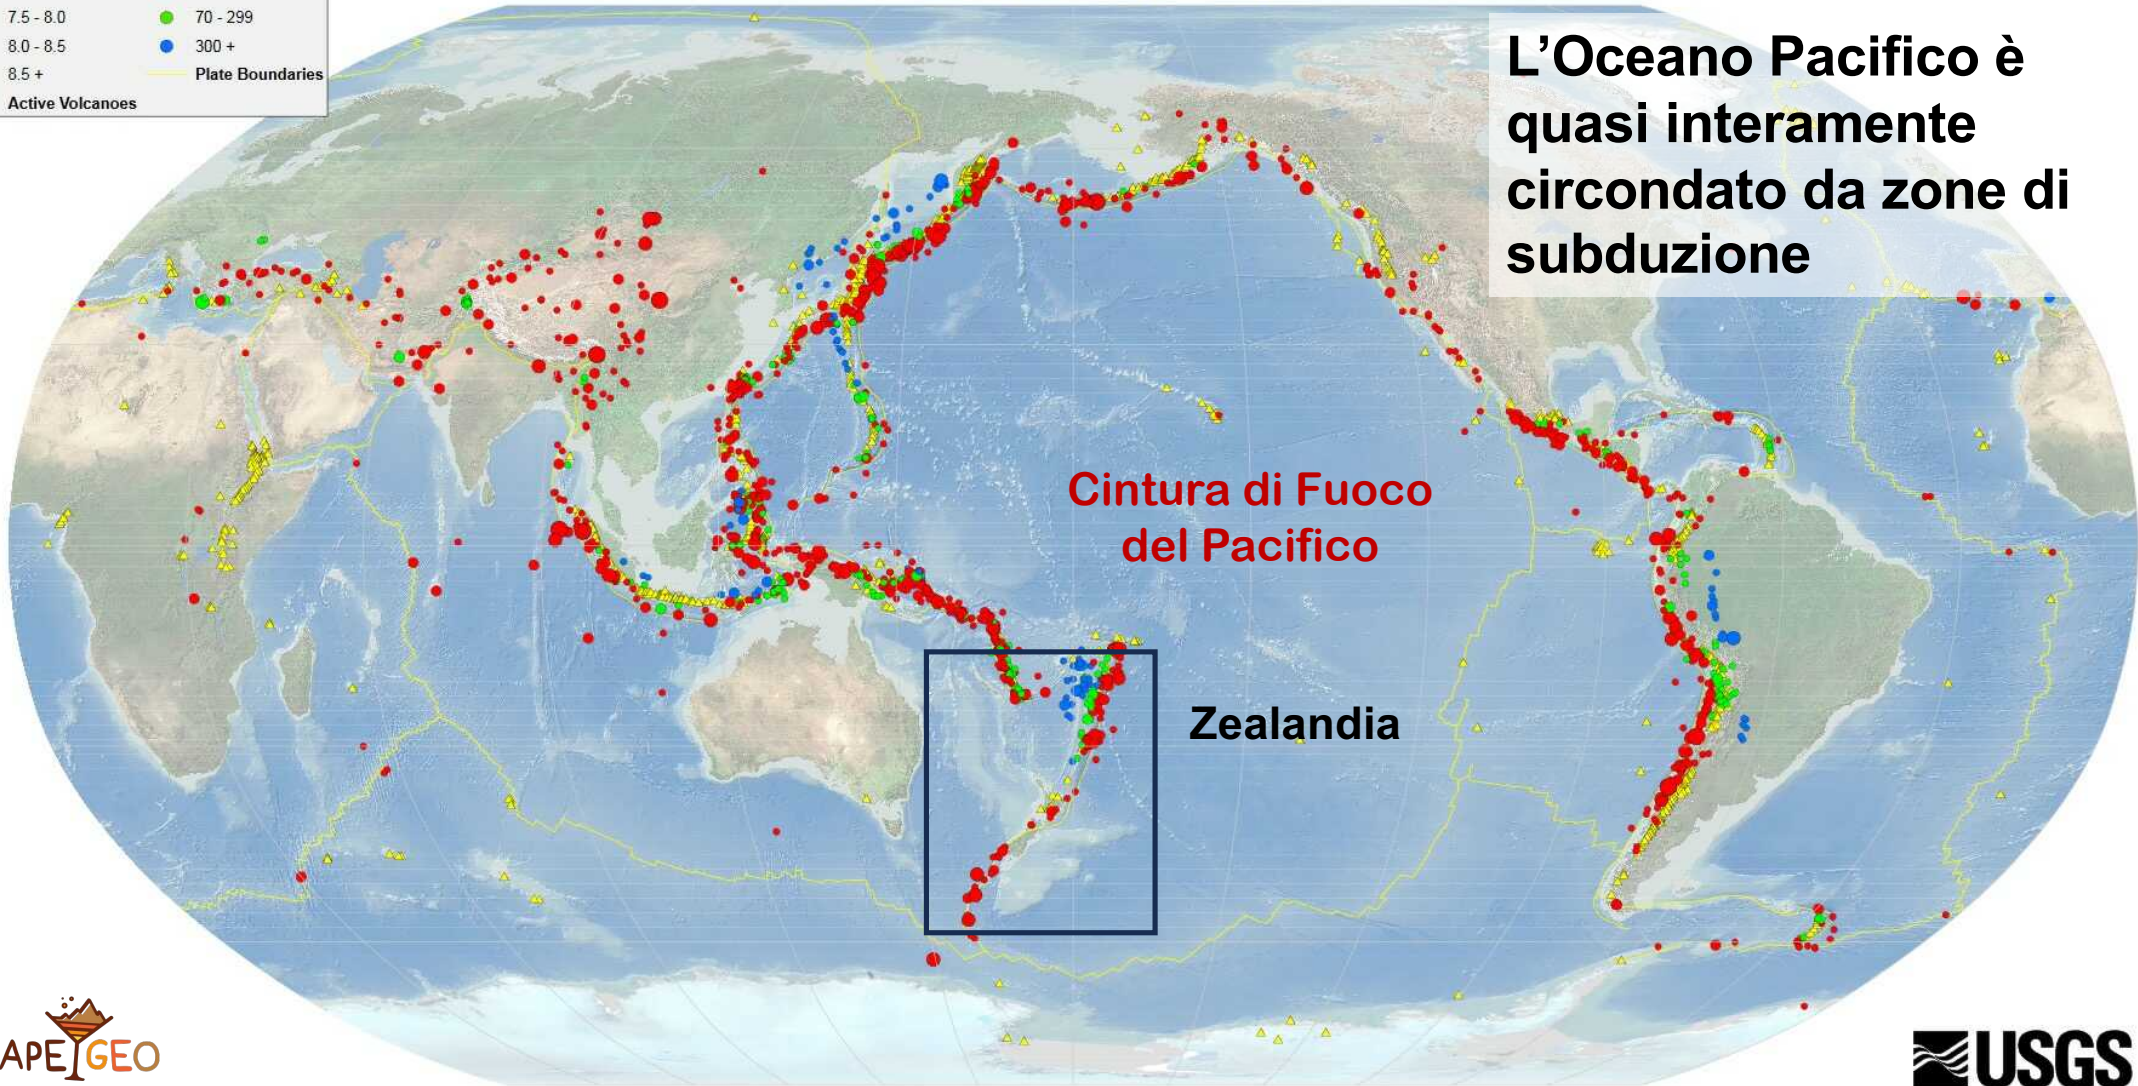 7.5 - 8.0
70 - 299
8.0 - 8.5
300 +
8.5 +
Plate Boundaries
Active Volcanoes
L’Oceano Pacifico è
quasi interamente
circondato da zone di
subduzione
Cintura di Fuoco
del Pacifico
Zealandia
APEGEO
USGS